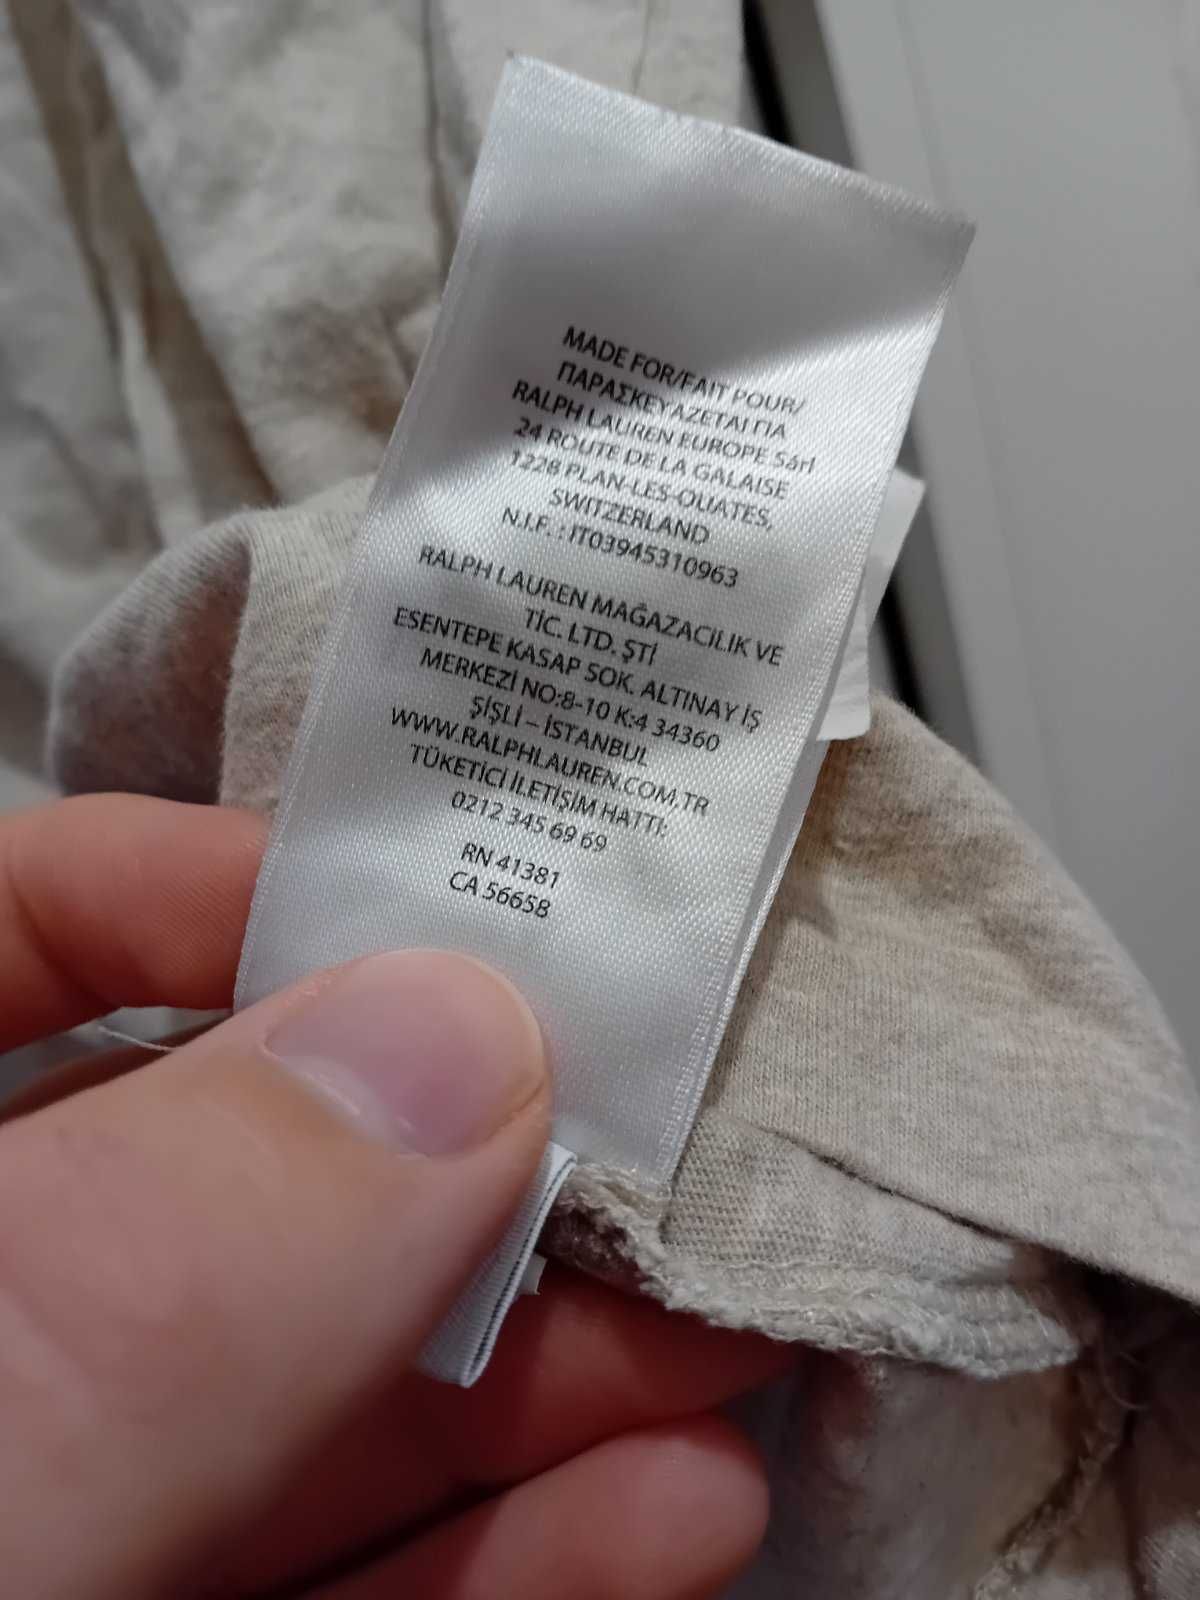 MADE FOR/FAIT POUR/
ΠΑΡΑΣΚΕΥΑΖΕΤΑΙ ΓΙΑ
RALPH LAUREN EUROPE Sárl
24 ROUTE DE LA GALAISE
1228 PLAN-LES-OUATES,
SWITZERLAND
N.I.F. : IT03945310963
RALPH LAUREN MAĞAZACILIK VE
TİC. LTD. ŞTİ
ESENTEPE KASAP SOK. ALTINAY İŞ
MERKEZİ NO:8-10 K:4 34360
ŞİŞLİ – İSTANBUL
WWW.RALPHLAUREN.COM.TR
TÜKETİCİ İLETİŞİM HATTI:
0212 345 69 69
RN 41381
CA 56658